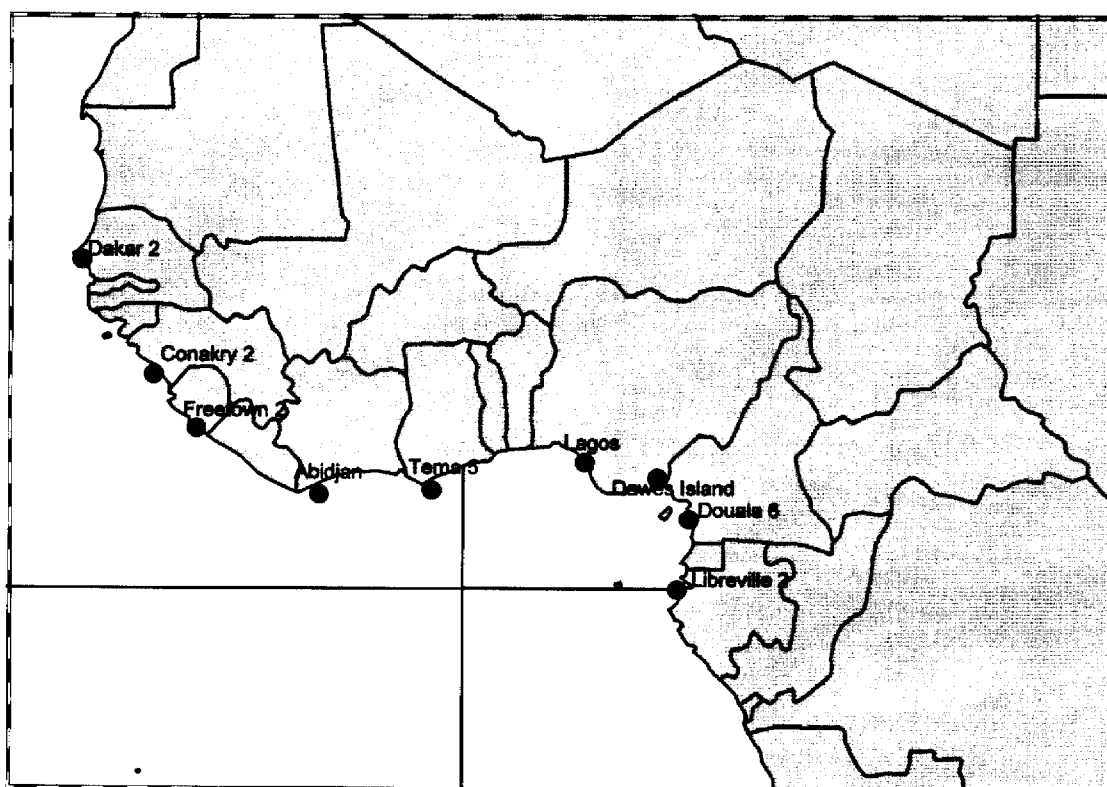 Dakar 2
Conakry 2
Freetown 2
Abidjan
Tema 5
Lagos
Dawes Island
Douala 6
Libreville 2